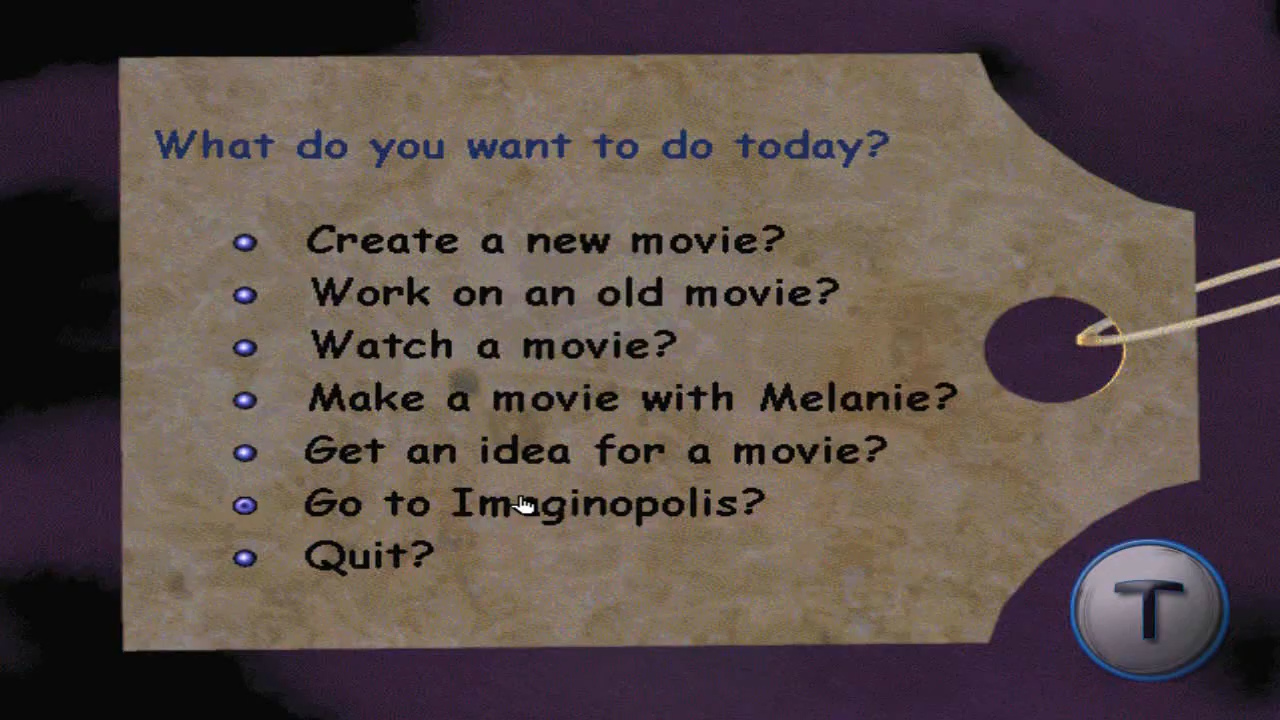 What do you want to do today?
Create a new movie?
Work on an old movie?
Watch a movie?
Make a movie with Melanie?
Get an idea for a movie?
Go to Imaginopolis?
Quit?
T